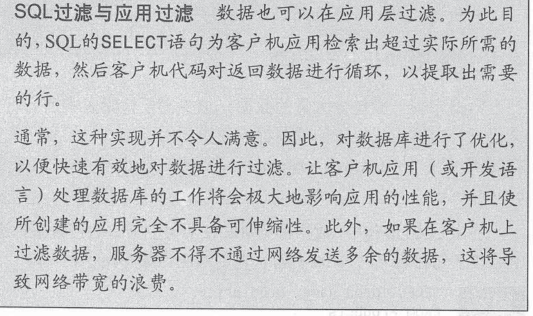 SQL过滤与应用过滤 数据也可以在应用层过滤。为此目
的,SQL的SELECT语句为客户机应用检索出超过实际所需的
数据，然后客户机代码对返回数据进行循环，以提取出需要
的行。
通常，这种实现并不令人满意。因此，对数据库进行了优化，
以便快速有效地对数据进行过滤。让客户机应用（或开发语
言）处理数据库的工作将会极大地影响应用的性能，并且使
所创建的应用完全不具备可伸缩性。此外，如果在客户机上
过滤数据，服务器不得不通过网络发送多余的数据，这将导
致网络带宽的浪费。